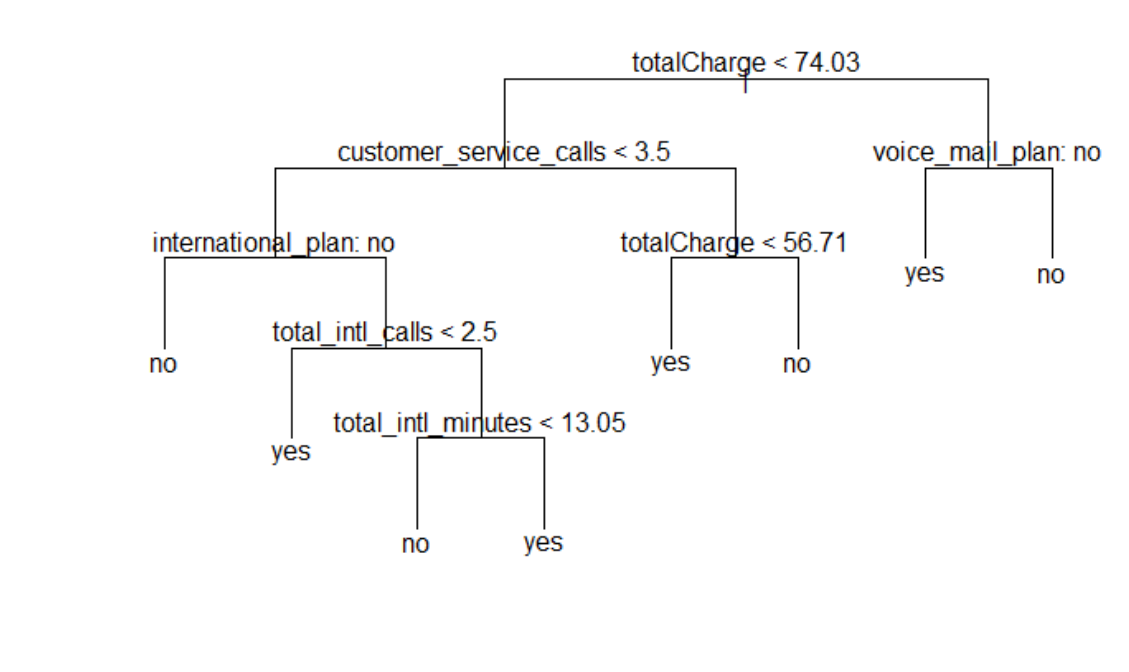 totalCharge < 74.03
customer_service_calls < 3.5
voice_mail_plan: no
international_plan: no
totalCharge < 56.71
yes
no
total_intl_calls < 2.5
no
yes
no
total_intl_minutes < 13.05
yes
no
yes